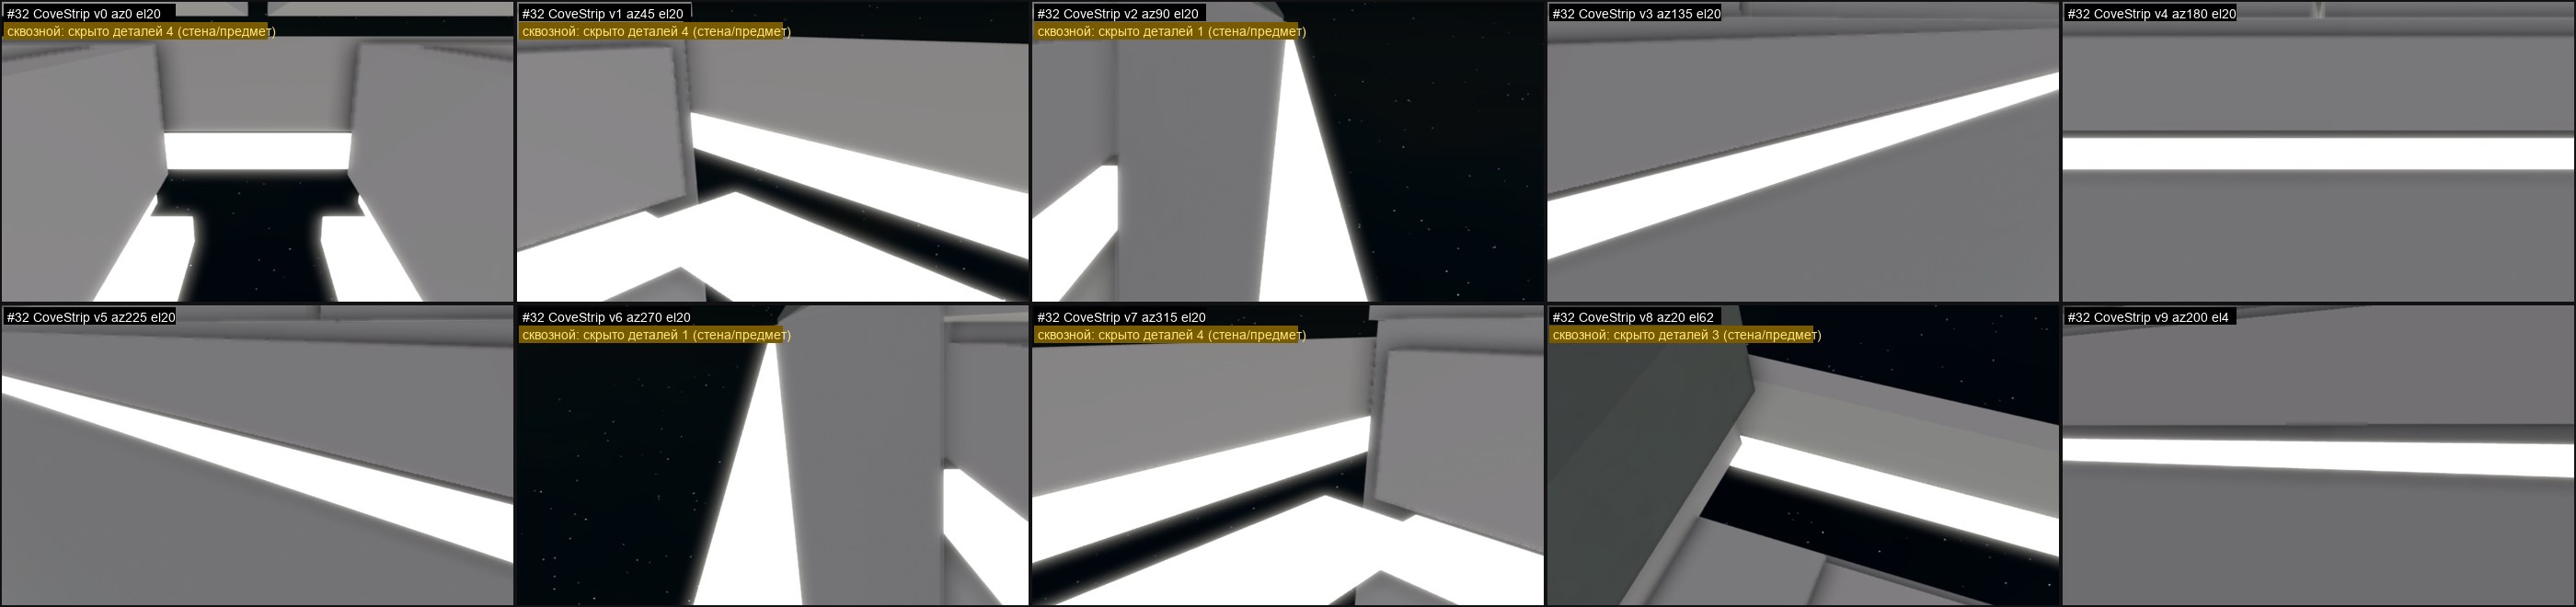 #32 CoveStrip v0 az0 el20
сквозной: скрыто деталей 4 (стена/предмет)
#32 CoveStrip v1 az45 el20
сквозной: скрыто деталей 4 (стена/предмет)
#32 CoveStrip v2 az90 el20
сквозной: скрыто деталей 1 (стена/предмет)
#32 CoveStrip v3 az135 el20
#32 CoveStrip v4 az180 el20
#32 CoveStrip v5 az225 el20
#32 CoveStrip v6 az270 el20
сквозной: скрыто деталей 1 (стена/предмет)
#32 CoveStrip v7 az315 el20
сквозной: скрыто деталей 4 (стена/предмет)
#32 CoveStrip v8 az20 el62
сквозной: скрыто деталей 3 (стена/предмет)
#32 CoveStrip v9 az200 el4